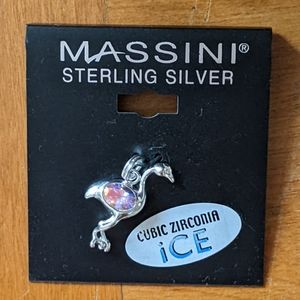 MASSINI®
STERLING SILVER
CUBIC ZIRCONIA
iCE